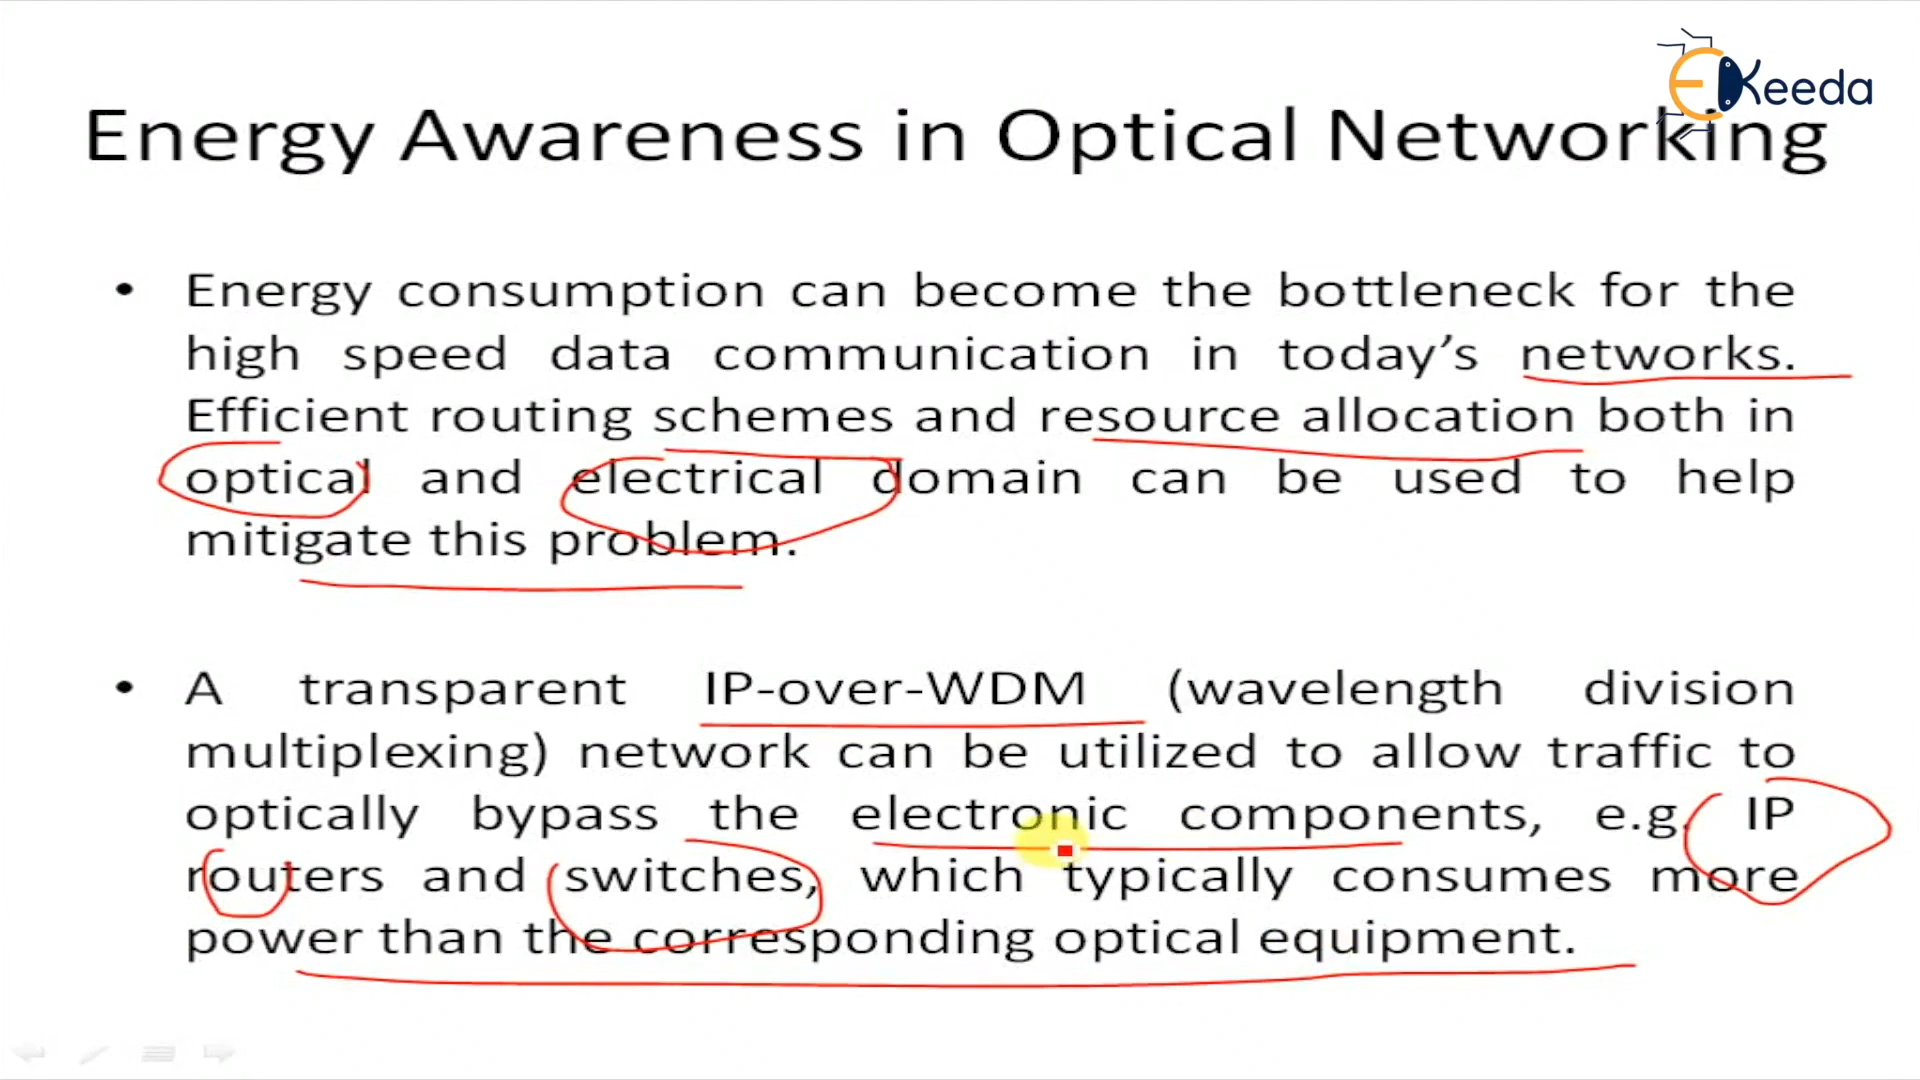 EKeeda
Energy Awareness in Optical Networking
• Energy consumption can become the bottleneck for the
high speed data communication in today’s networks.
Efficient routing schemes and resource allocation both in
optical and electrical domain can be used to help
mitigate this problem.
• A transparent IP-over-WDM (wavelength division
multiplexing) network can be utilized to allow traffic to
optically bypass the electronic components, e.g. IP
routers and switches, which typically consumes more
power than the corresponding optical equipment.